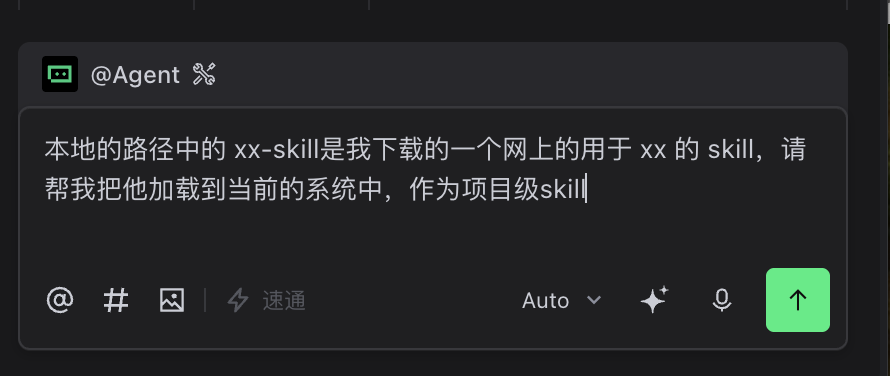 @Agent
本地的路径中的 xx-skill是我下载的一个网上的用于 xx 的 skill，请
帮我把他加载到当前的系统中，作为项目级skill
速通
Auto